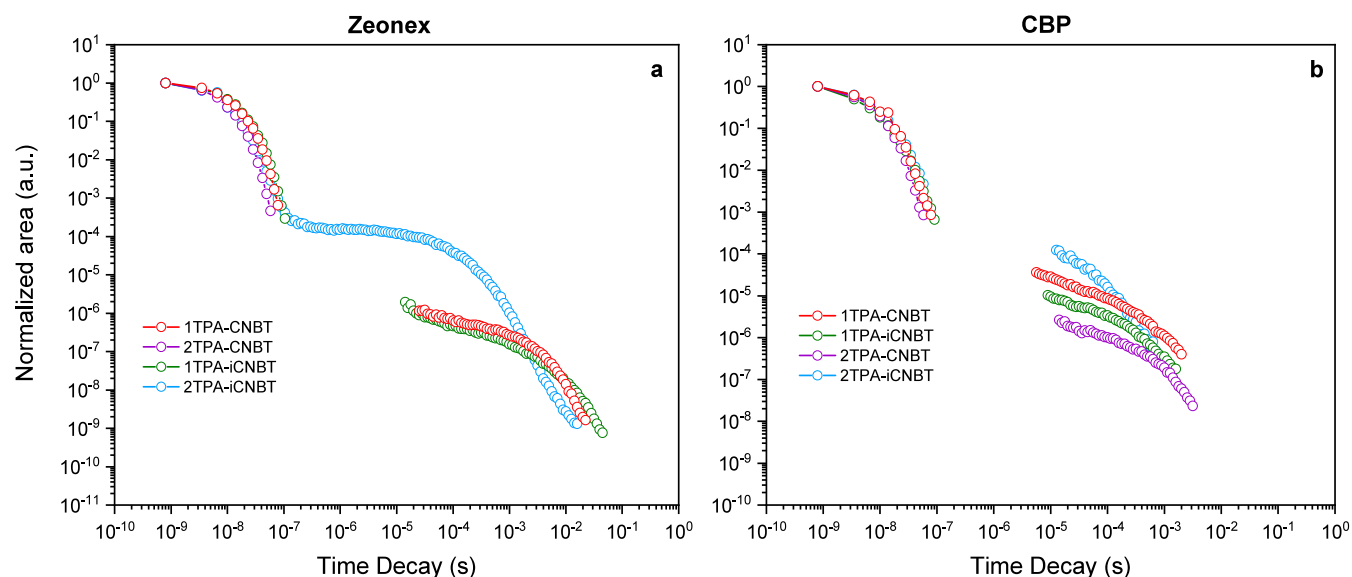 Zeonex
a
Normalized area (a.u.)
10^1
10^0
10^-1
10^-2
10^-3
10^-4
10^-5
10^-6
10^-7
10^-8
10^-9
10^-10
10^-11
1TPA-CNBT
2TPA-CNBT
1TPA-iCNBT
2TPA-iCNBT
10^-10 10^-9 10^-8 10^-7 10^-6 10^-5 10^-4 10^-3 10^-2 10^-1 10^0
Time Decay (s)
CBP
b
10^1
10^0
10^-1
10^-2
10^-3
10^-4
10^-5
10^-6
10^-7
10^-8
10^-9
10^-10
1TPA-CNBT
1TPA-iCNBT
2TPA-CNBT
2TPA-iCNBT
10^-10 10^-9 10^-8 10^-7 10^-6 10^-5 10^-4 10^-3 10^-2 10^-1 10^0
Time Decay (s)